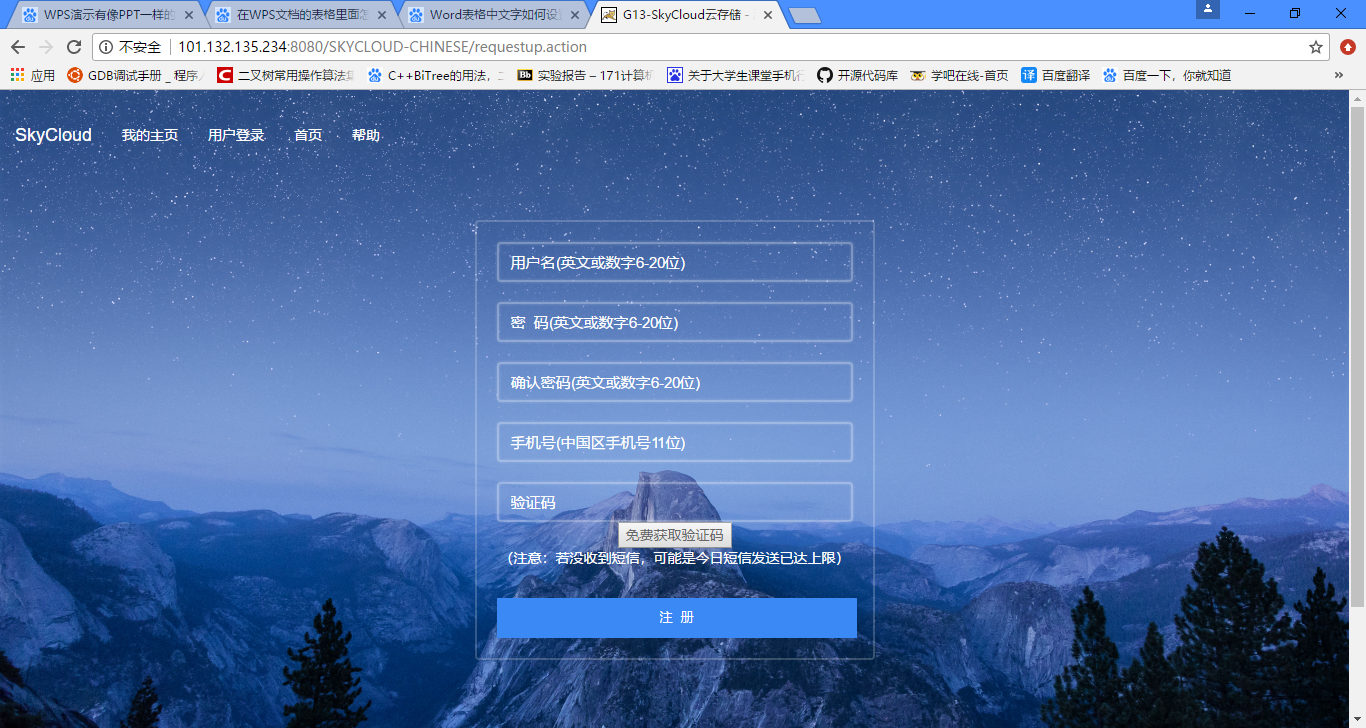 WPS演示有像PPT一样的
在WPS文档的表格里面怎
Word表格中文字如何设
G13-SkyCloud云存储 -
不安全 101.132.135.234:8080/SKYCLOUD-CHINESE/requestup.action
应用 GDB调试手册 _ 程序 二叉树常用操作算法集 C++BiTree的用法, 二 Bb 实验报告 – 171计算机 关于大学生课堂手机 开源代码库 学吧在线-首页 译 百度翻译 百度一下，你就知道 »
SkyCloud 我的主页 用户登录 首页 帮助
用户名(英文或数字6-20位)
密 码(英文或数字6-20位)
确认密码(英文或数字6-20位)
手机号(中国区手机号11位)
验证码
免费获取验证码
(注意：若没收到短信，可能是今日短信发送已达上限)
注 册